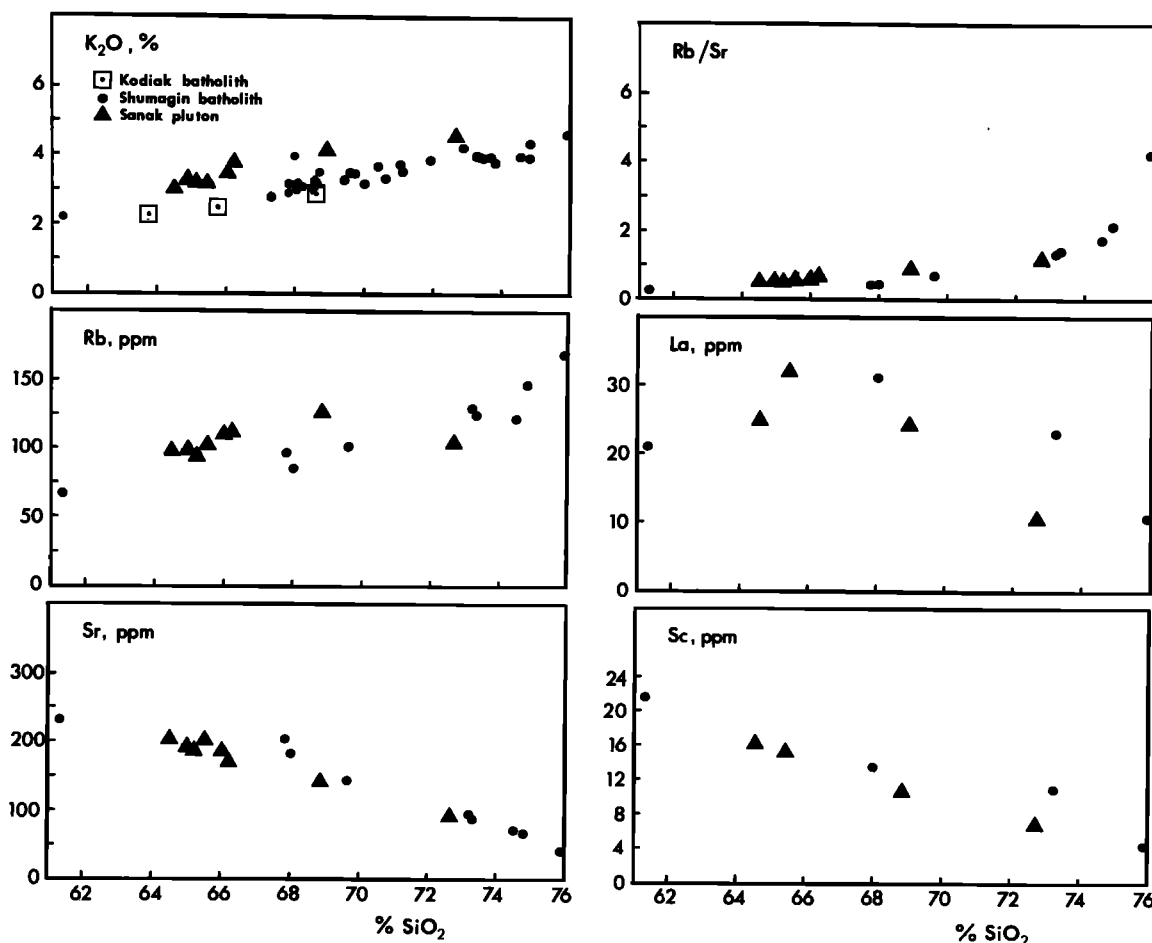 K2O, %
Kodiak batholith
Shumagin batholith
Sanak pluton
6
4
2
0
Rb/Sr
6
4
2
0
Rb, ppm
150
100
50
0
La, ppm
30
20
10
0
Sr, ppm
300
200
100
0
62 64 66 68 70 72 74 76
% SiO2
Sc, ppm
24
20
16
12
8
4
0
62 64 66 68 70 72 74 76
% SiO2